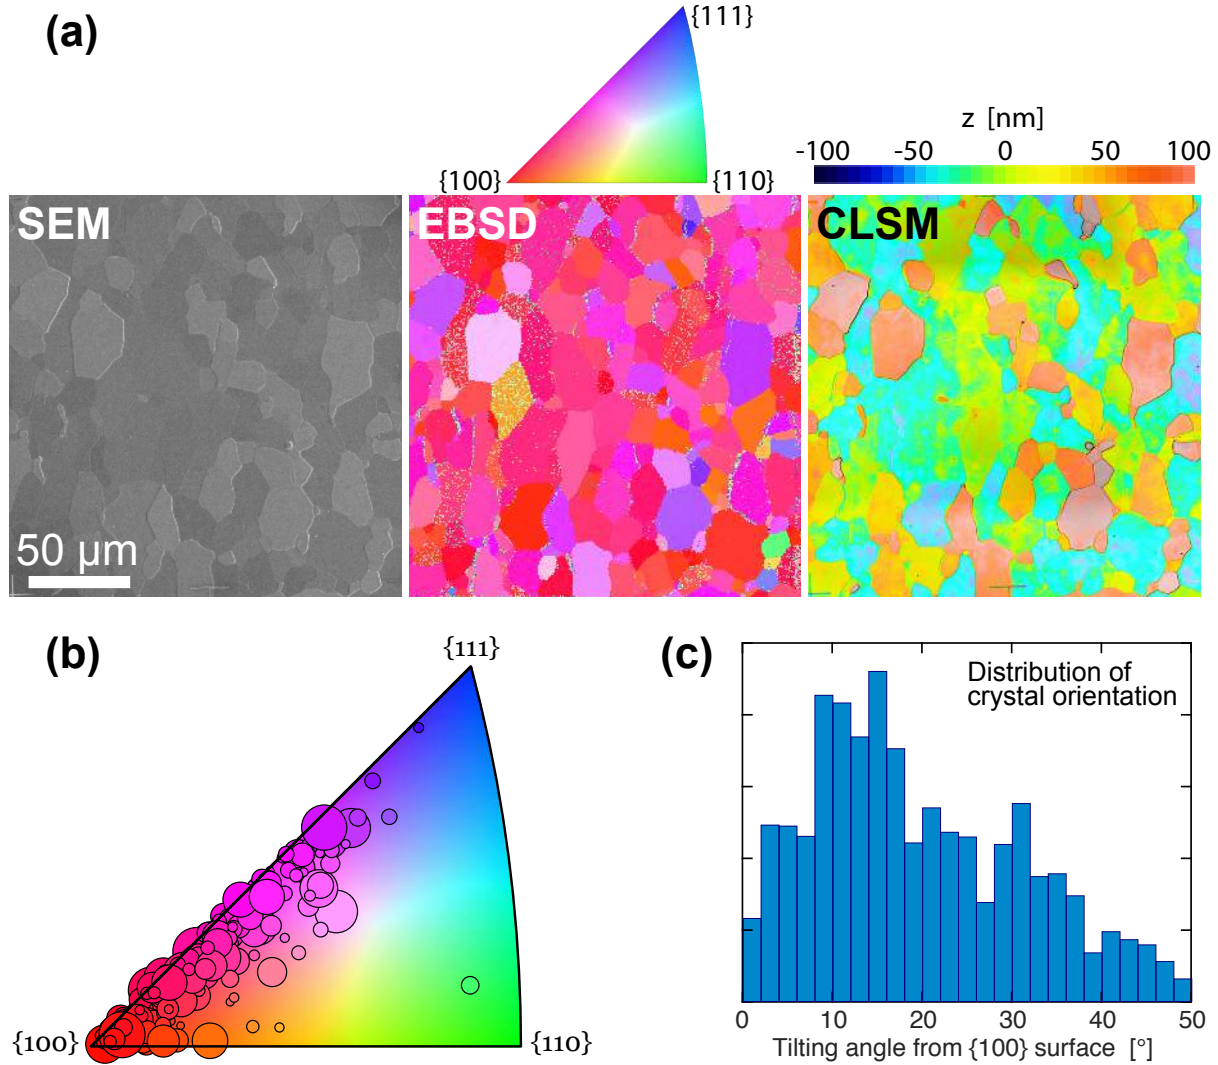 (a)
{111}
{100}
{110}
z [nm]
-100 -50 0 50 100
SEM
EBSD
CLSM
50 µm
(b)
{111}
{100}
{110}
(c)
Distribution of
crystal orientation
0 10 20 30 40 50
Tilting angle from {100} surface [°]